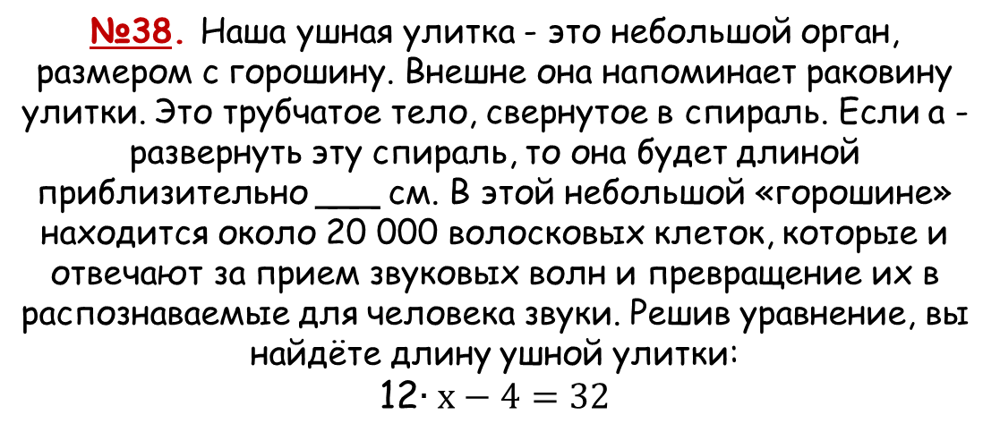 №38. Наша ушная улитка - это небольшой орган,
размером с горошину. Внешне она напоминает раковину
улитки. Это трубчатое тело, свернутое в спираль. Если а -
развернуть эту спираль, то она будет длиной
приблизительно ____ см. В этой небольшой «горошине»
находится около 20 000 волосковых клеток, которые и
отвечают за прием звуковых волн и превращение их в
распознаваемые для человека звуки. Решив уравнение, вы
найдёте длину ушной улитки:
12· x − 4 = 32